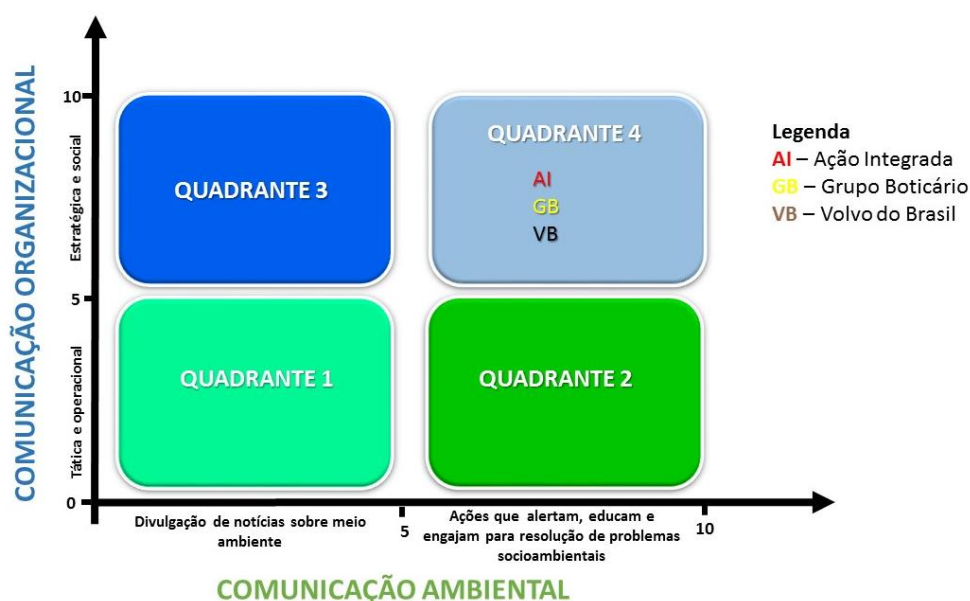 COMUNICAÇÃO ORGANIZACIONAL
Estratégica e social
Tática e operacional
10
5
0
QUADRANTE 3
QUADRANTE 4
AI
GB
VB
QUADRANTE 1
QUADRANTE 2
Legenda
AI – Ação Integrada
GB – Grupo Boticário
VB – Volvo do Brasil
Divulgação de notícias sobre meio
ambiente
5
Ações que alertam, educam e
engajam para resolução de problemas
socioambientais
10
COMUNICAÇÃO AMBIENTAL